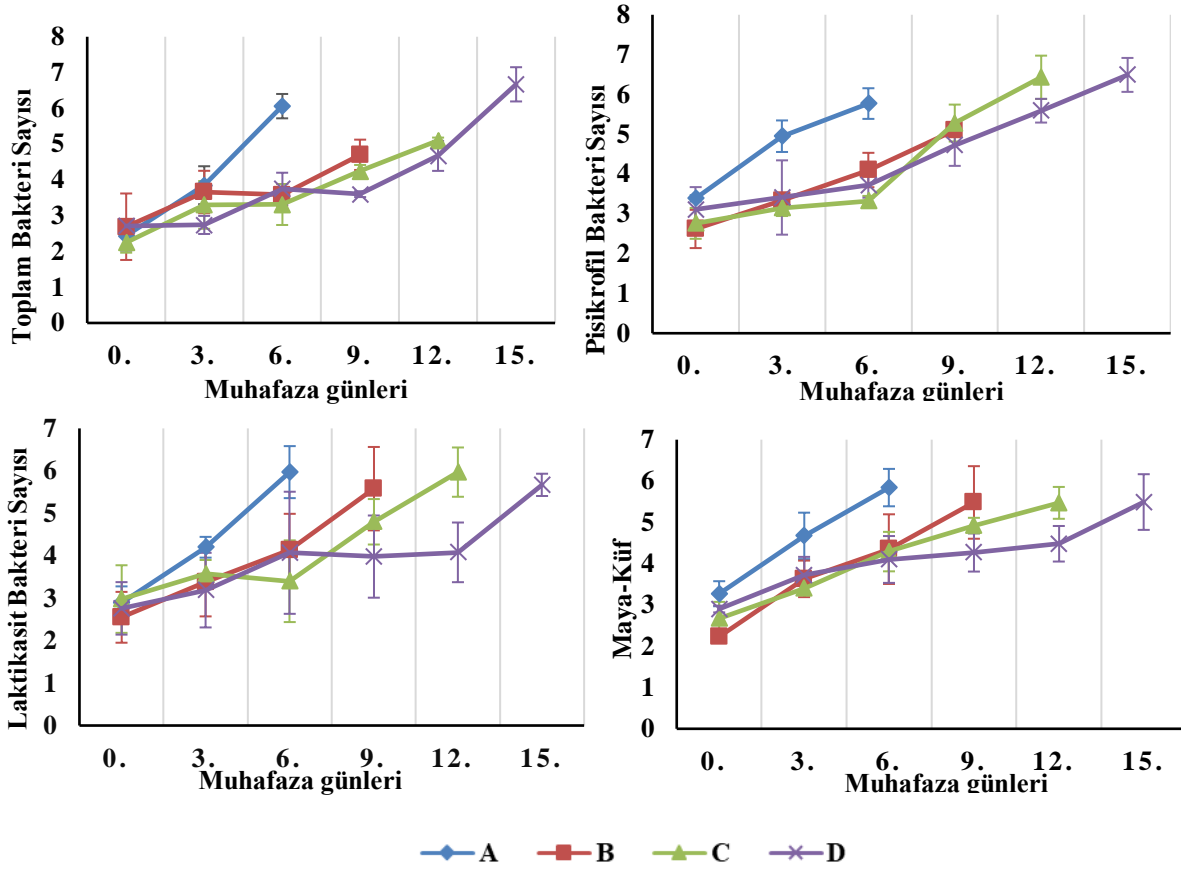 Toplam Bakteri Sayısı
8
7
6
5
4
3
2
1
0
0. 3. 6. 9. 12. 15.
Muhafaza günleri
Pisikrofil Bakteri Sayısı
8
7
6
5
4
3
2
1
0
0. 3. 6. 9. 12. 15.
Muhafaza günleri
Laktikasit Bakteri Sayısı
7
6
5
4
3
2
1
0
0. 3. 6. 9. 12. 15.
Muhafaza günleri
Maya-Küf
7
6
5
4
3
2
1
0
0. 3. 6. 9. 12. 15.
Muhafaza günleri
A B C D